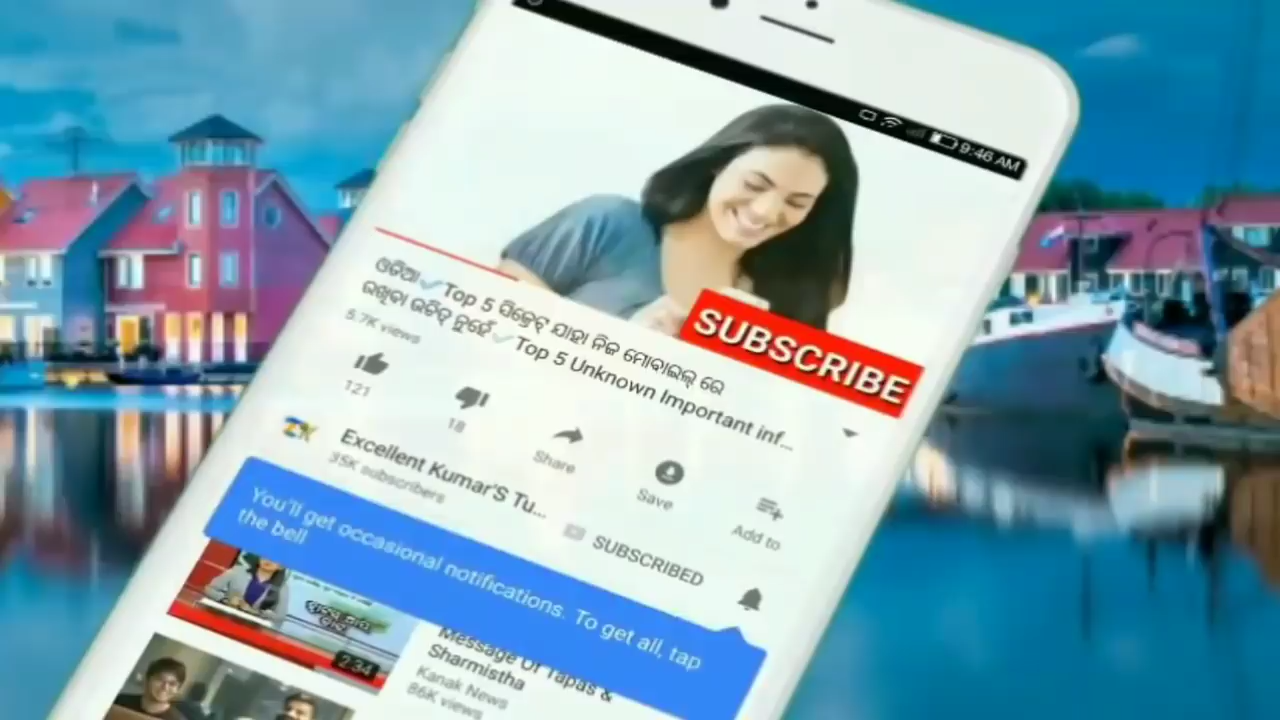 9:46 AM
SUBSCRIBE
ଓଡିଆ✔Top 5 ସିକ୍ରେଟ୍ ଯାହା ନିଜ ମୋବାଇଲ୍ ରେ
ରଖିବା ଉଚିତ୍ ନୁହେଁ✔Top 5 Unknown Important inf...
5.7K views
121
18
Share
Save
Add to
Excellent Kumar'S Tu...
35K subscribers
SUBSCRIBED
You'll get occasional notifications. To get all, tap
the bell
2:34
Message Of Tapas &
Sharmistha
Kanak News
86K views